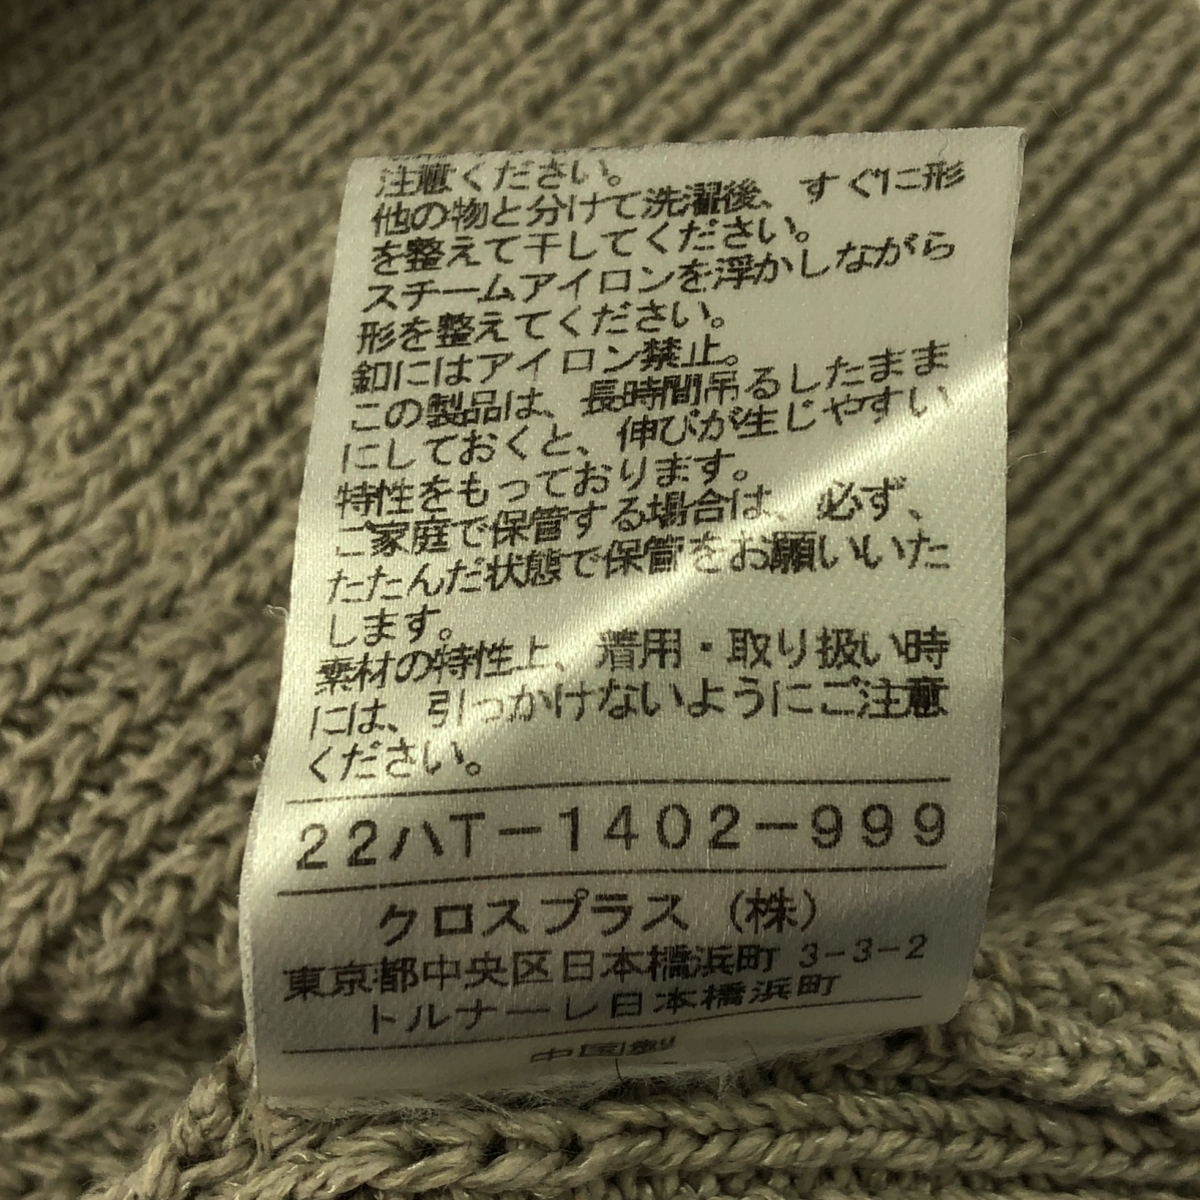 注意ください。
他の物と分けて洗濯後、すぐに形
を整えて干してください。
スチームアイロンを浮かしながら
形を整えてください。
釦にはアイロン禁止。
この製品は、長時間吊るしたまま
にしておくと、伸びが生じやすい
特性をもっております。
ご家庭で保管する場合は、必ず、
たたんだ状態で保管をお願いいた
します。
素材の特性上、着用・取り扱い時
には、引っかけないようにご注意
ください。
22ハT-1402-999
クロスプラス（株）
東京都中央区日本橋浜町 3-3-2
トルナーレ日本橋浜町
中国製